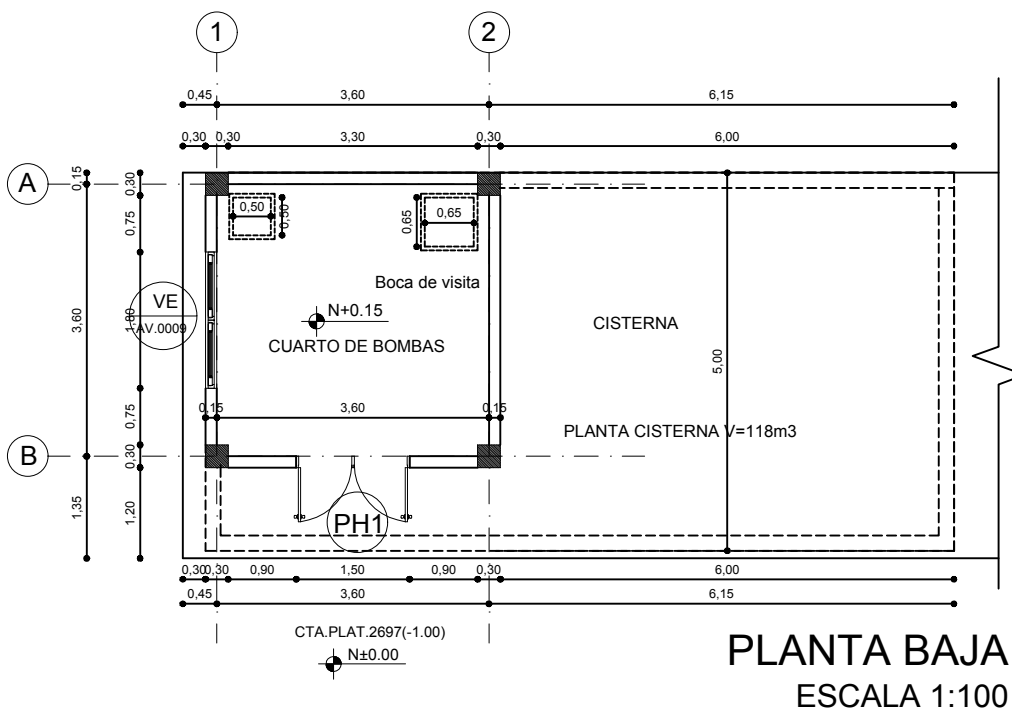 1 2
0,45 3,60 6,15
0,30 0,30 3,30 0,30 6,00
A
0,15
0,30
0,75
0,50
0,50
0,65
0,65
Boca de visita
VE
AV.0009
1,80
3,60
N+0.15
CUARTO DE BOMBAS
CISTERNA
5,00
0,75
0,15 3,60 0,15
PLANTA CISTERNA V=118m3
B
0,30
1,35
1,20
PH1
0,30 0,30 0,90 1,50 0,90 0,30 6,00
0,45 3,60 6,15
CTA.PLAT.2697(-1.00)
N±0.00
PLANTA BAJA
ESCALA 1:100